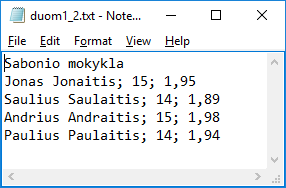 duom1_2.txt - Note...
File Edit Format View Help
Sabonio mokykla
Jonas Jonaitis; 15; 1,95
Saulius Saulaitis; 14; 1,89
Andrius Andraitis; 15; 1,98
Paulius Paulaitis; 14; 1,94